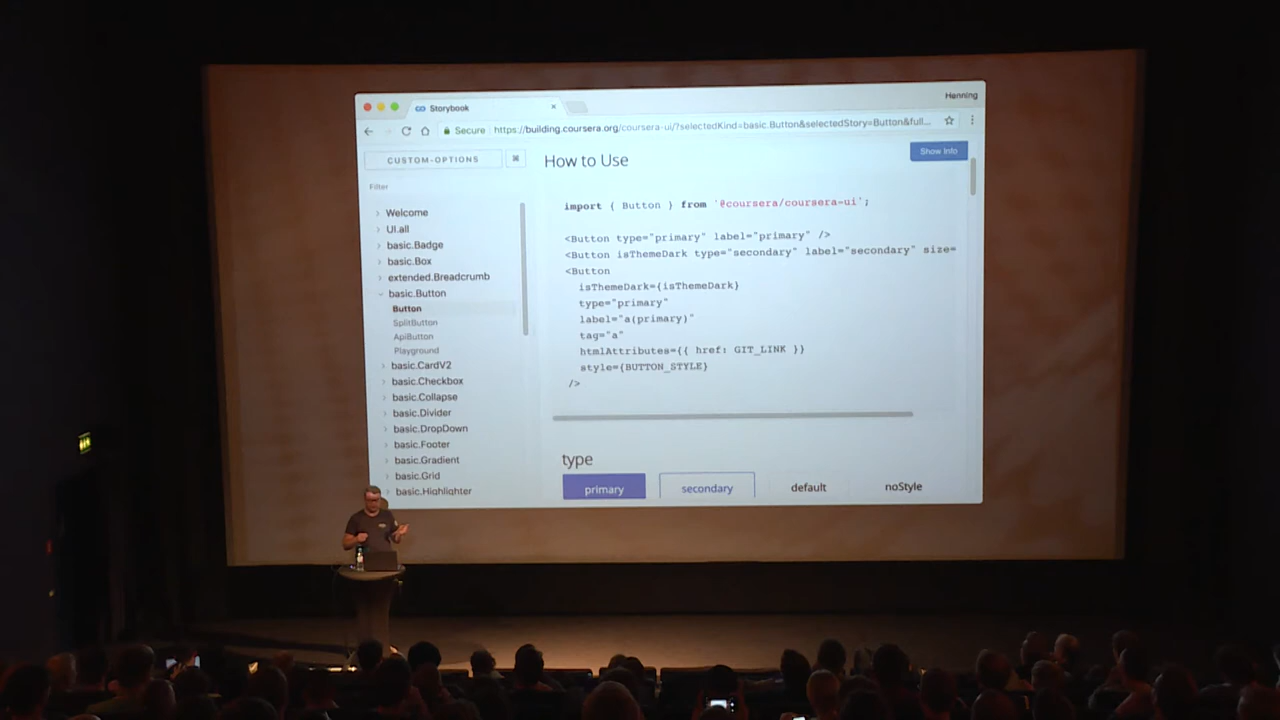 Storybook
Henning
Secure https://building.coursera.org/coursera-ui/?selectedKind=basic.Button&selectedStory=Button&full...
CUSTOM-OPTIONS
⌘
Filter
Welcome
UI.all
basic.Badge
basic.Box
extended.Breadcrumb
basic.Button
Button
SplitButton
ApiButton
Playground
basic.CardV2
basic.Checkbox
basic.Collapse
basic.Divider
basic.DropDown
basic.Footer
basic.Gradient
basic.Grid
basic.Highlighter
How to Use
Show Info
import { Button } from '@coursera/coursera-ui';
<Button type="primary" label="primary" />
<Button isThemeDark type="secondary" label="secondary" size=
<Button
isThemeDark={isThemeDark}
type="primary"
label="a(primary)"
tag="a"
htmlAttributes={{ href: GIT_LINK }}
style={BUTTON_STYLE}
/>
type
primary secondary default noStyle